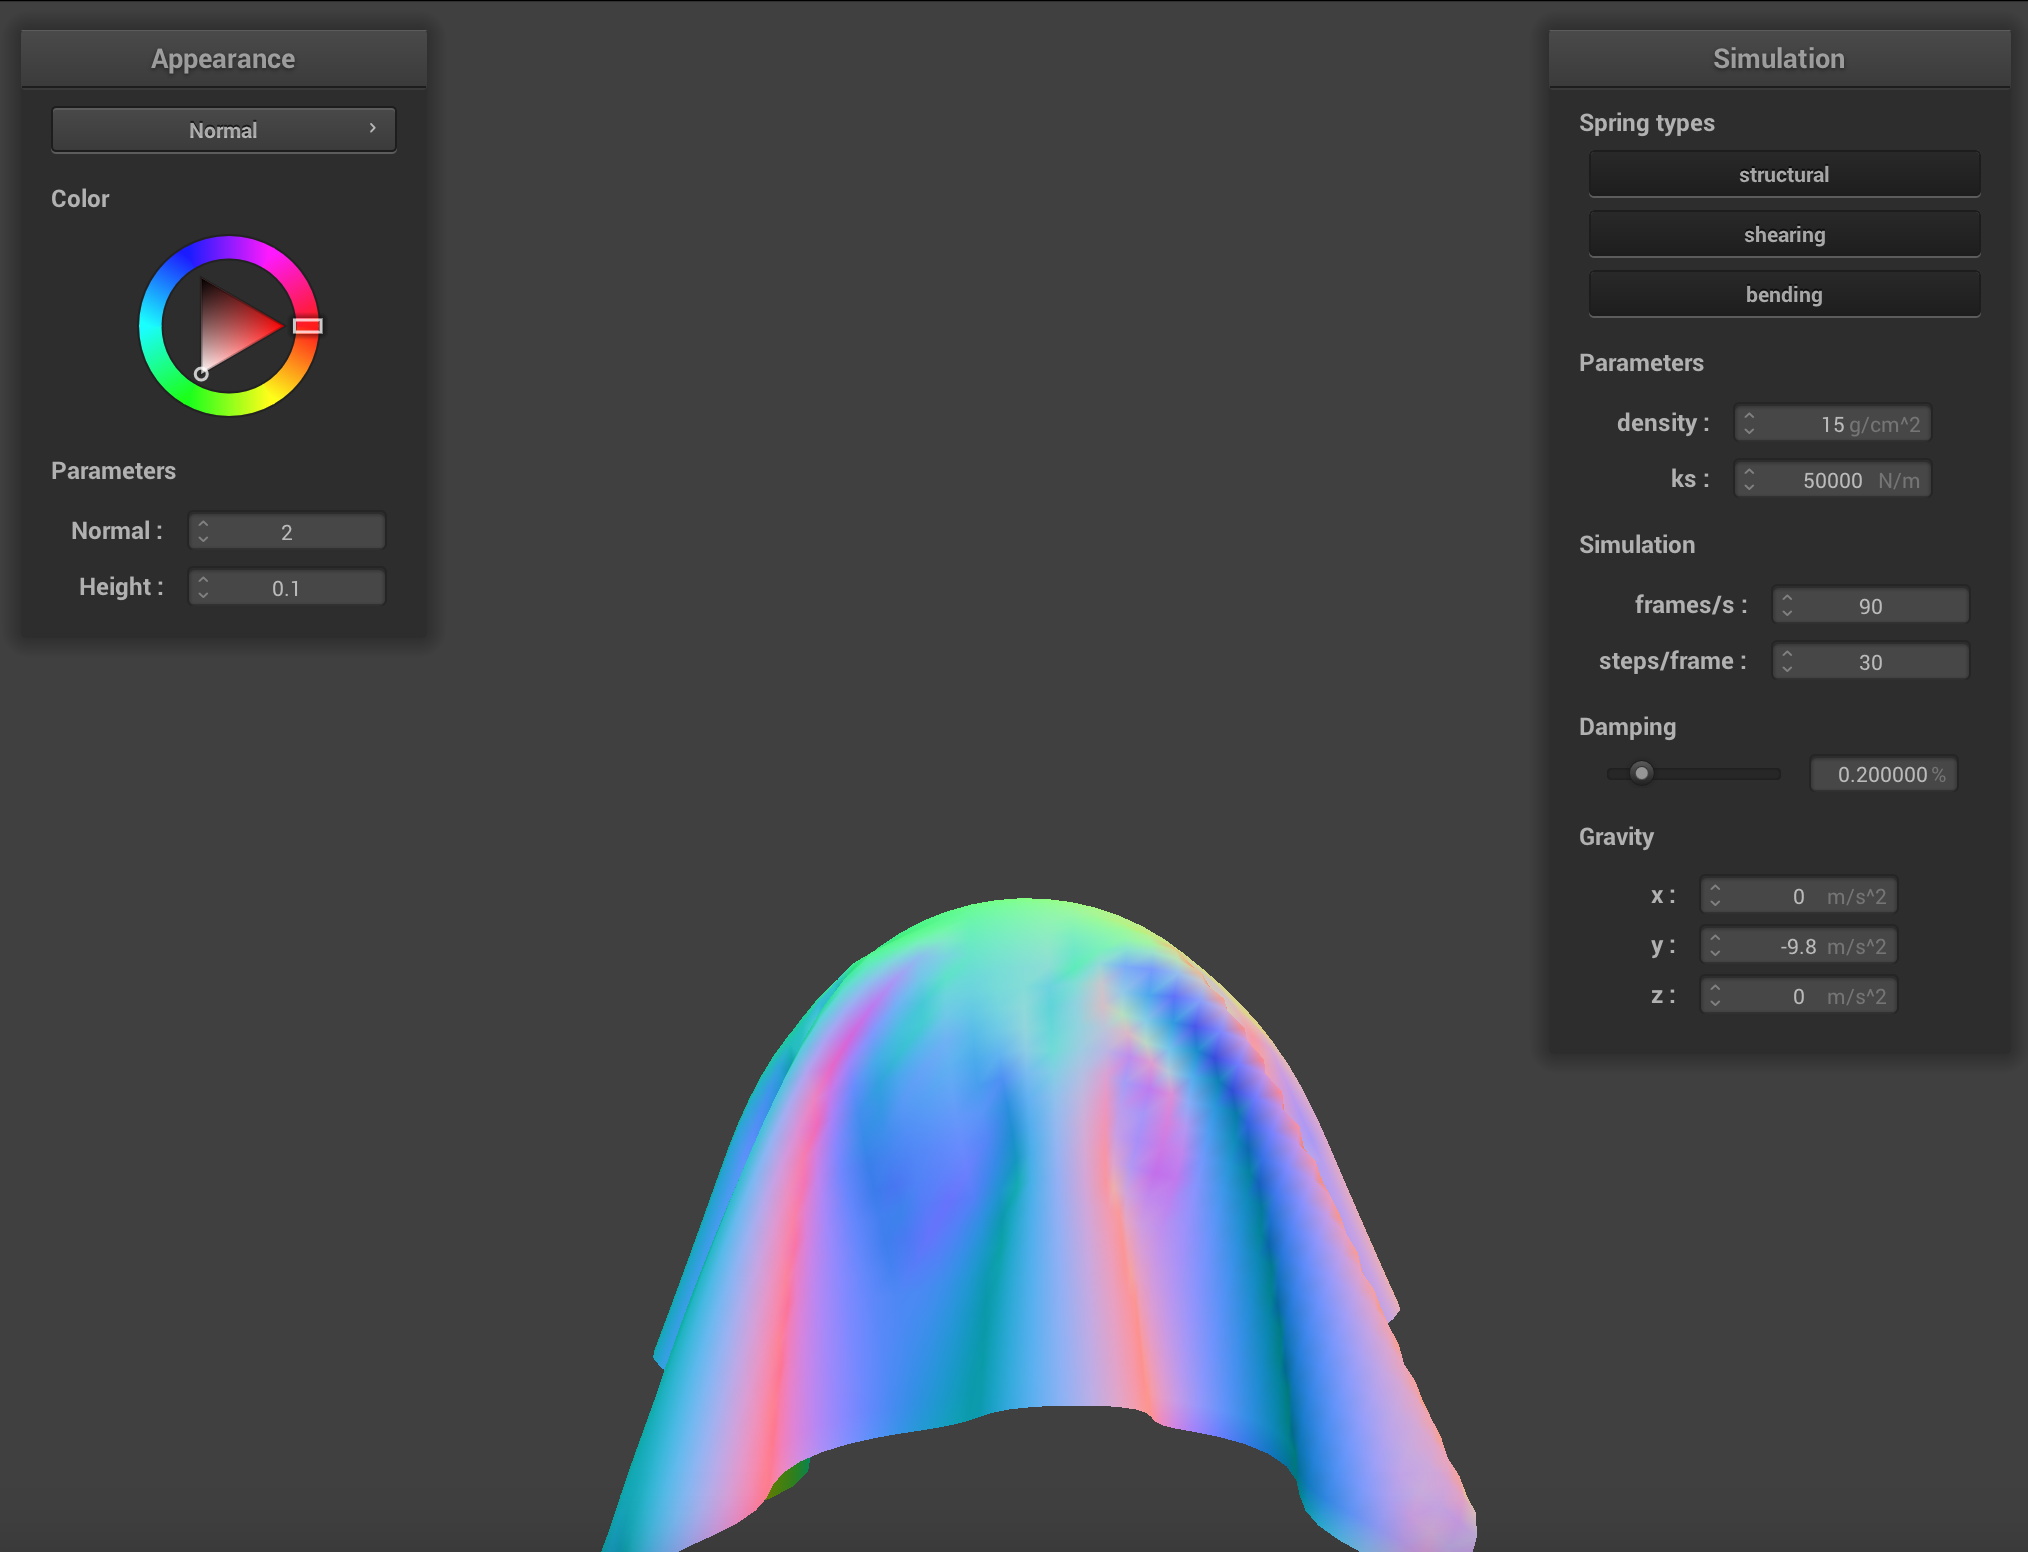 Appearance
Normal
Color
Parameters
Normal : 2
Height : 0.1
Simulation
Spring types
structural
shearing
bending
Parameters
density : 15 g/cm^2
ks : 50000 N/m
Simulation
frames/s : 90
steps/frame : 30
Damping
0.200000 %
Gravity
x : 0 m/s^2
y : -9.8 m/s^2
z : 0 m/s^2